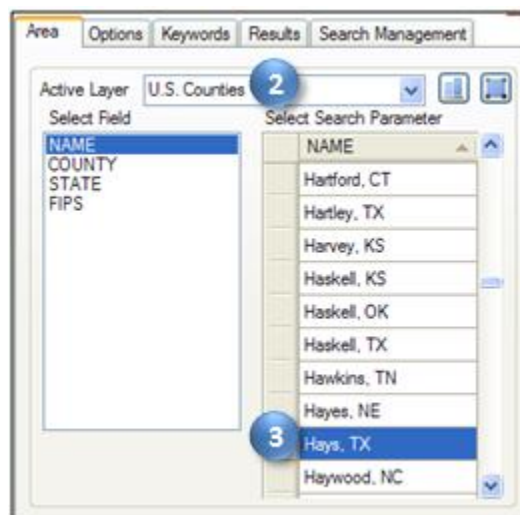 Area Options Keywords Results Search Management
Active Layer U.S. Counties 2
Select Field Select Search Parameter
NAME
COUNTY
STATE
FIPS
NAME
Hartford, CT
Hartley, TX
Harvey, KS
Haskell, KS
Haskell, OK
Haskell, TX
Hawkins, TN
Hayes, NE
3 Hays, TX
Haywood, NC